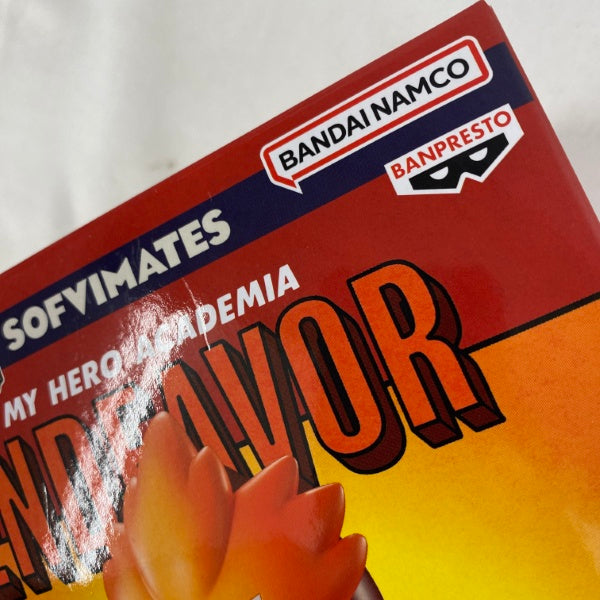 BANDAI NAMCO
BANPRESTO
SOFVIMATES
MY HERO ACADEMIA
ENDEAVOR